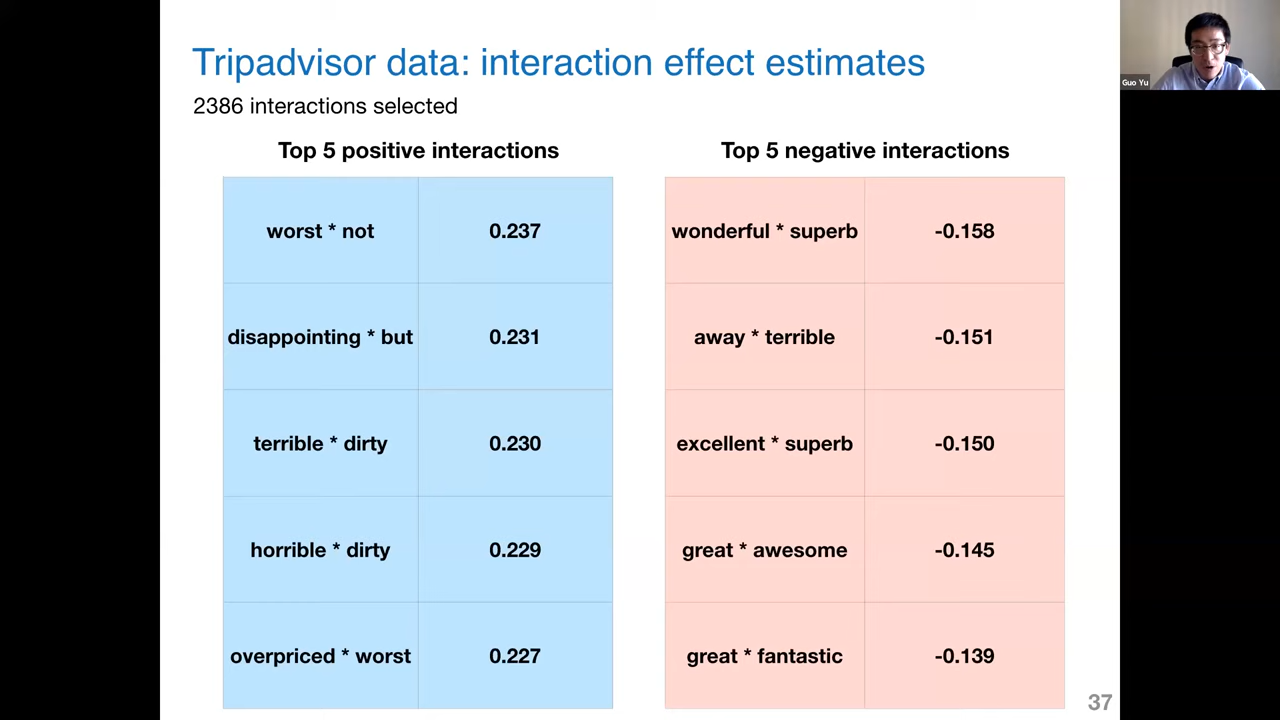 Tripadvisor data: interaction effect estimates
2386 interactions selected
Top 5 positive interactions
worst * not 0.237
disappointing * but 0.231
terrible * dirty 0.230
horrible * dirty 0.229
overpriced * worst 0.227
Top 5 negative interactions
wonderful * superb -0.158
away * terrible -0.151
excellent * superb -0.150
great * awesome -0.145
great * fantastic -0.139
37
Guo Yu